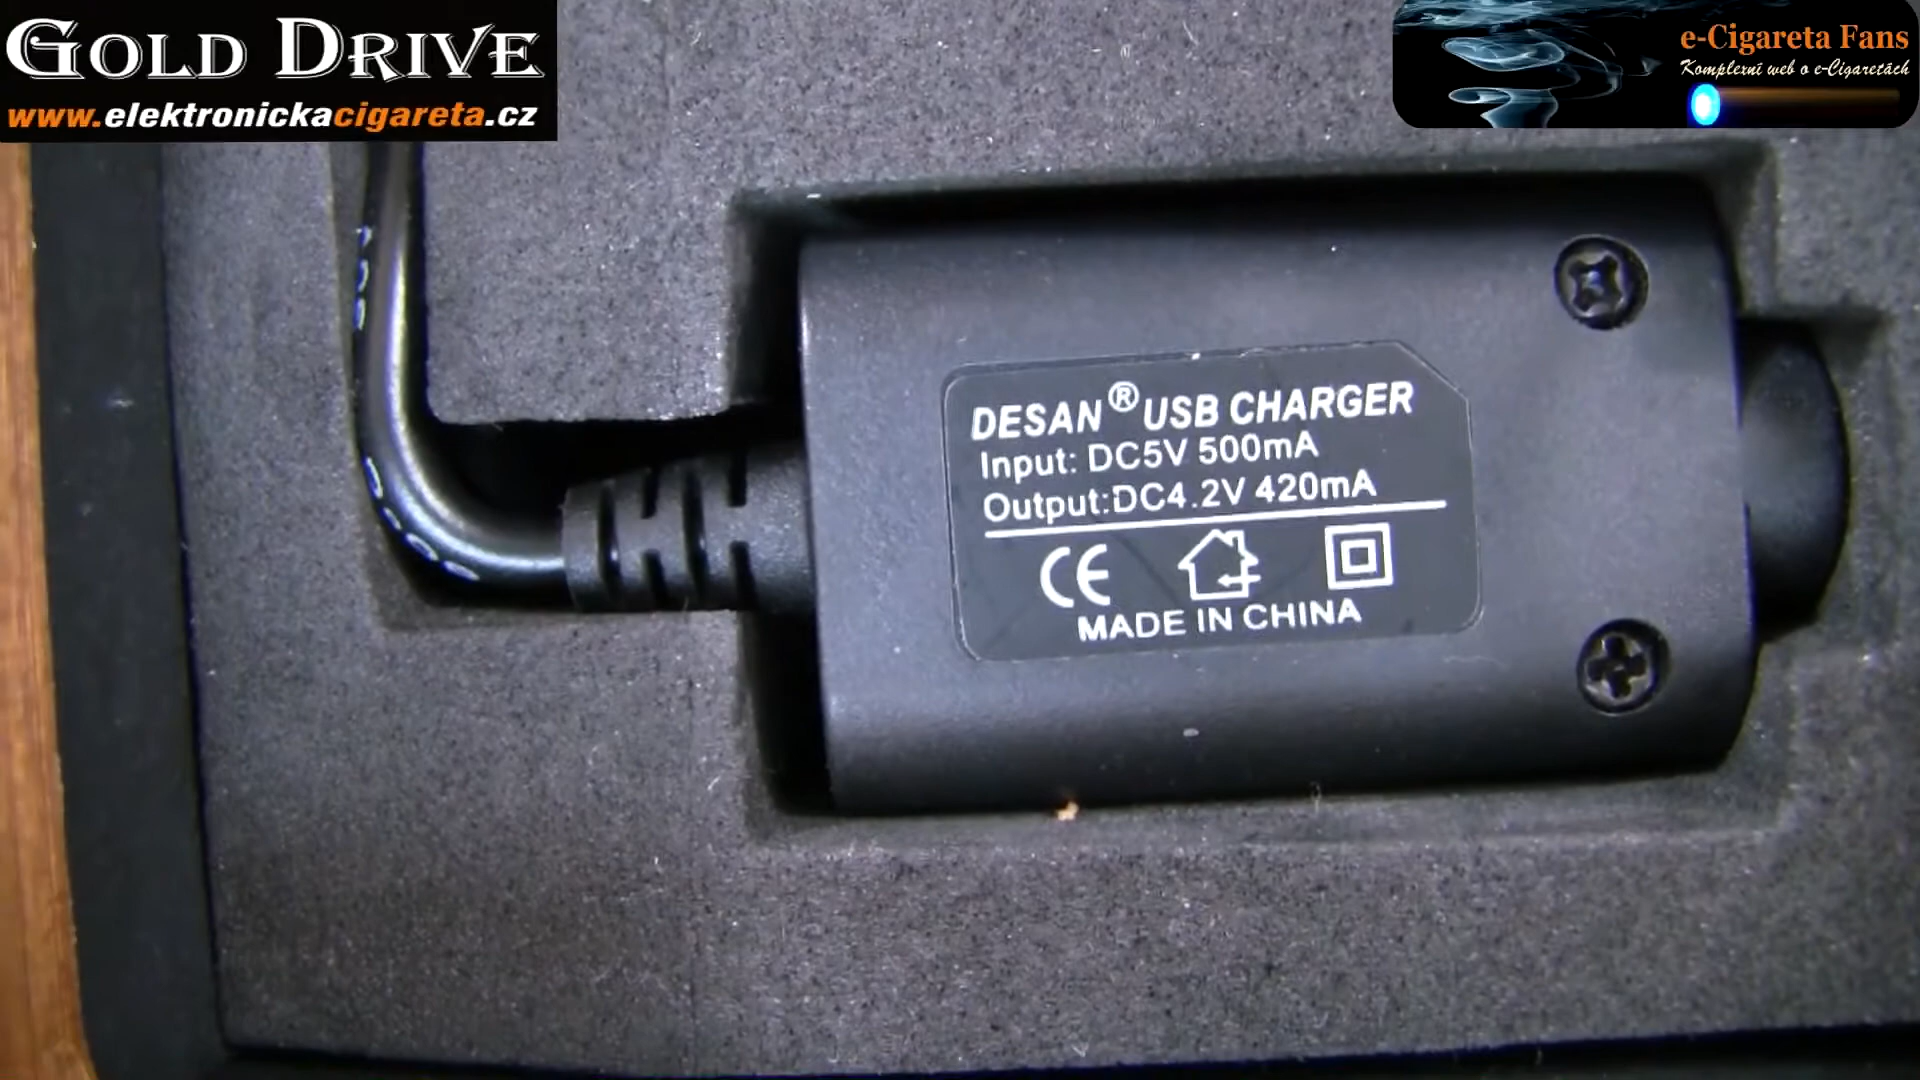 GOLD DRIVE
www.elektronickacigareta.cz
e-Cigareta Fans
Komplexní web o e-Cigaretách
DESAN® USB CHARGER
Input: DC5V 500mA
Output:DC4.2V 420mA
CE
MADE IN CHINA